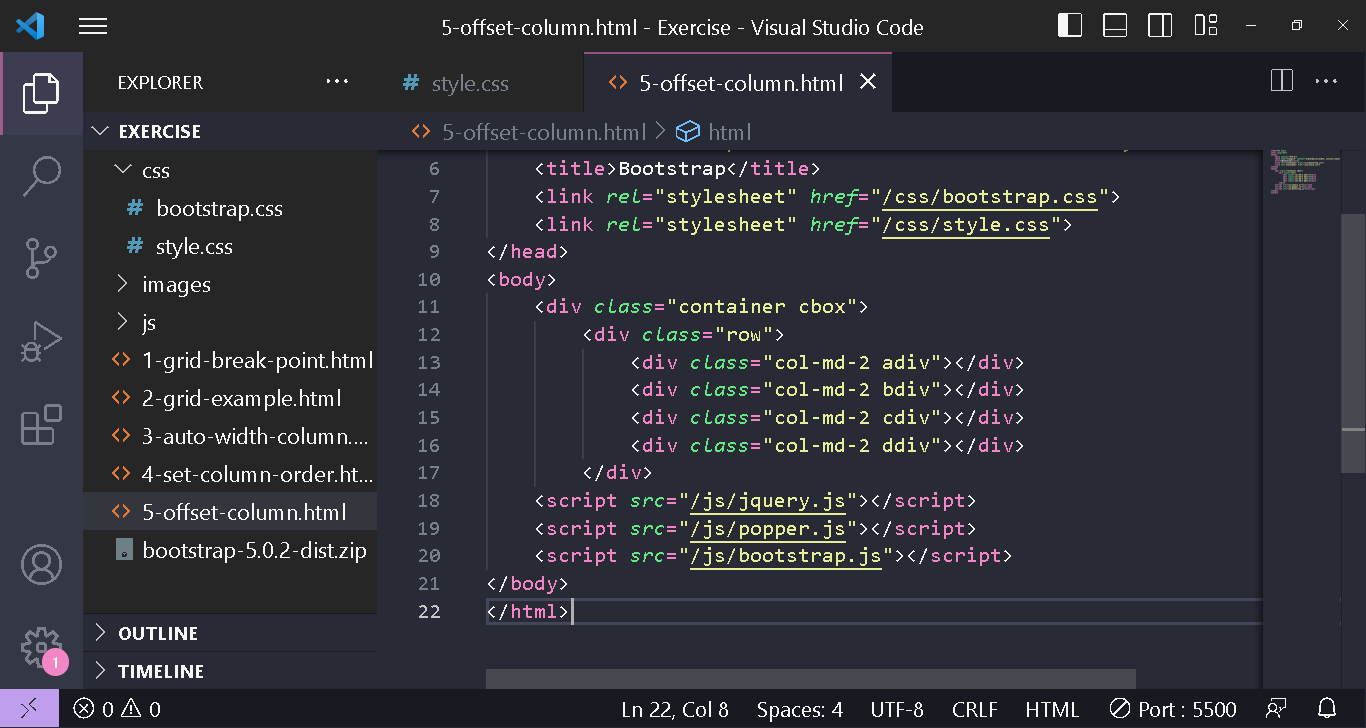 5-offset-column.html - Exercise - Visual Studio Code
EXPLORER
EXERCISE
css
bootstrap.css
style.css
images
js
1-grid-break-point.html
2-grid-example.html
3-auto-width-column....
4-set-column-order.ht...
5-offset-column.html
bootstrap-5.0.2-dist.zip
OUTLINE
TIMELINE
1
# style.css
<> 5-offset-column.html
<> 5-offset-column.html > html
6 <title>Bootstrap</title>
7 <link rel="stylesheet" href="/css/bootstrap.css">
8 <link rel="stylesheet" href="/css/style.css">
9 </head>
10 <body>
11 <div class="container cbox">
12 <div class="row">
13 <div class="col-md-2 adiv"></div>
14 <div class="col-md-2 bdiv"></div>
15 <div class="col-md-2 cdiv"></div>
16 <div class="col-md-2 ddiv"></div>
17 </div>
18 <script src="/js/jquery.js"></script>
19 <script src="/js/popper.js"></script>
20 <script src="/js/bootstrap.js"></script>
21 </body>
22 </html>
0 0 Ln 22, Col 8 Spaces: 4 UTF-8 CRLF HTML Port : 5500